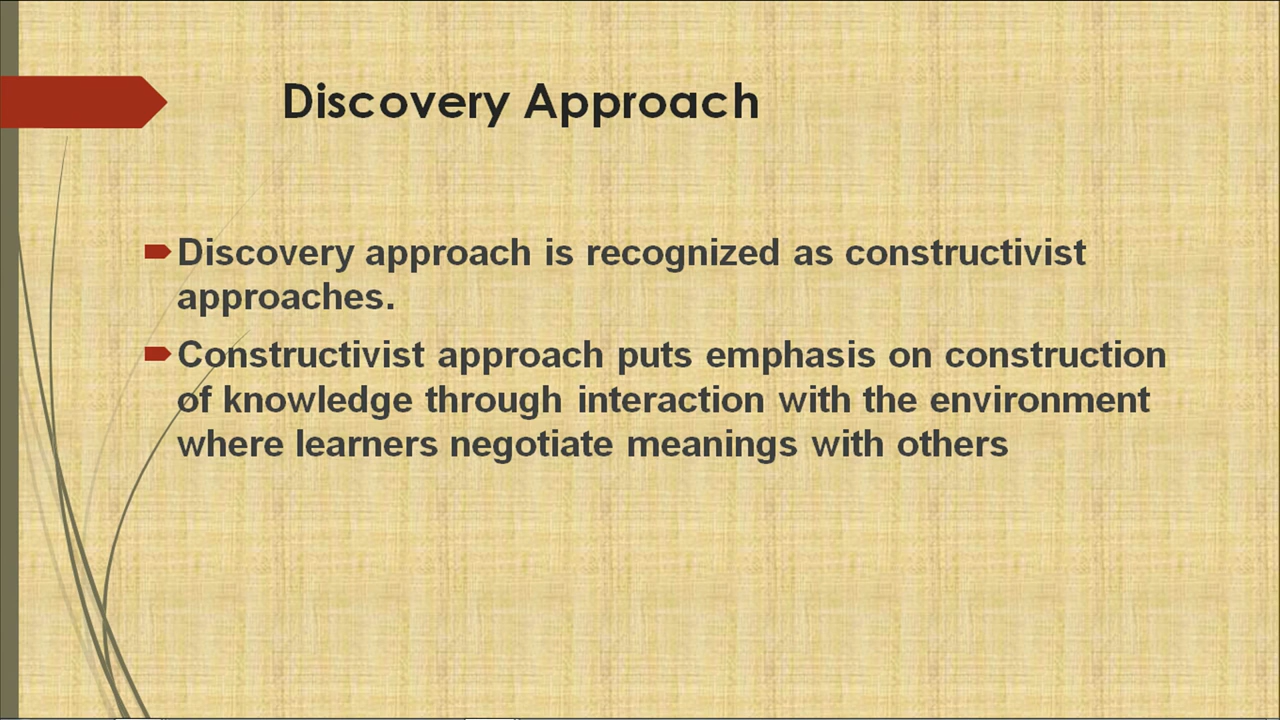 Discovery Approach
Discovery approach is recognized as constructivist
approaches.
Constructivist approach puts emphasis on construction
of knowledge through interaction with the environment
where learners negotiate meanings with others